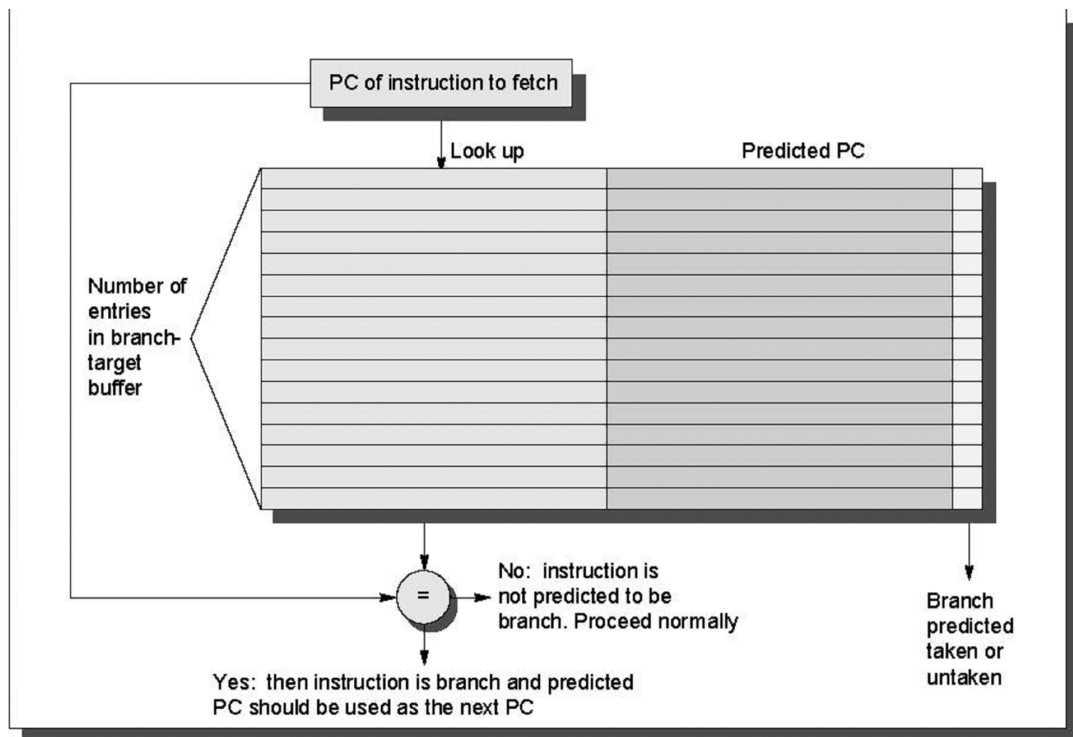 PC of instruction to fetch
Look up
Predicted PC
Number of
entries
in branch-
target
buffer
=
No: instruction is
not predicted to be
branch. Proceed normally
Branch
predicted
taken or
untaken
Yes: then instruction is branch and predicted
PC should be used as the next PC